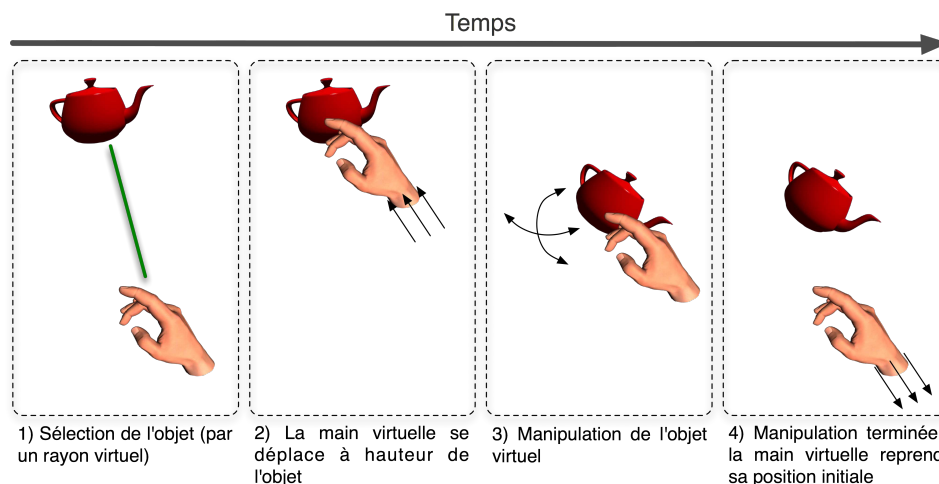 Temps
1) Sélection de l'objet (par
un rayon virtuel)
2) La main virtuelle se
déplace à hauteur de
l'objet
3) Manipulation de l'objet
virtuel
4) Manipulation terminée
la main virtuelle reprend
sa position initiale